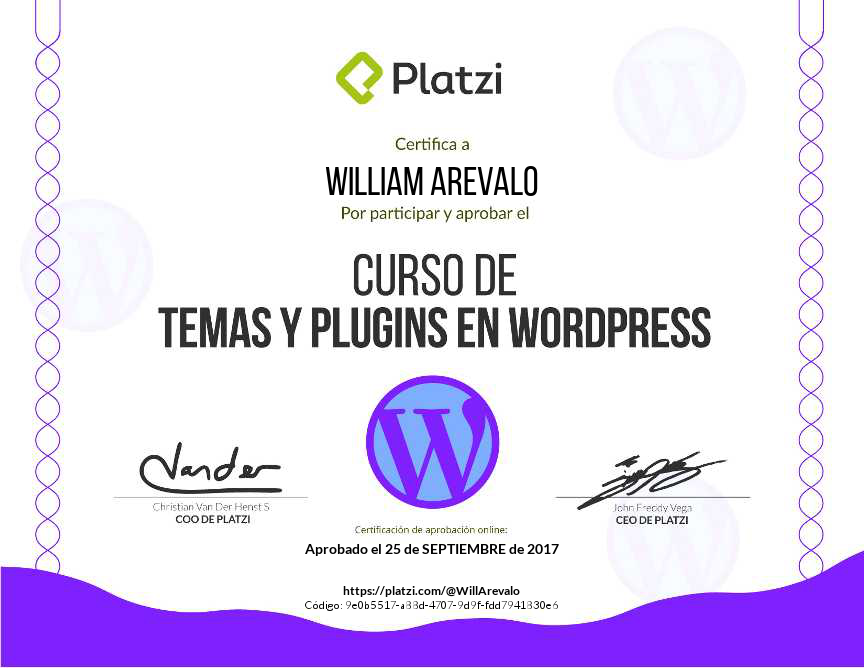 Platzi
Certifica a
WILLIAM AREVALO
Por participar y aprobar el
CURSO DE
TEMAS Y PLUGINS EN WORDPRESS
Vander
Christian Van Der Henst S
COO DE PLATZI
John Freddy Vega
CEO DE PLATZI
Certificación de aprobación online:
Aprobado el 25 de SEPTIEMBRE de 2017
https://platzi.com/@WillArevalo
Código: 9e0b5517-a88d-4707-9d9f-fdd7941830e6